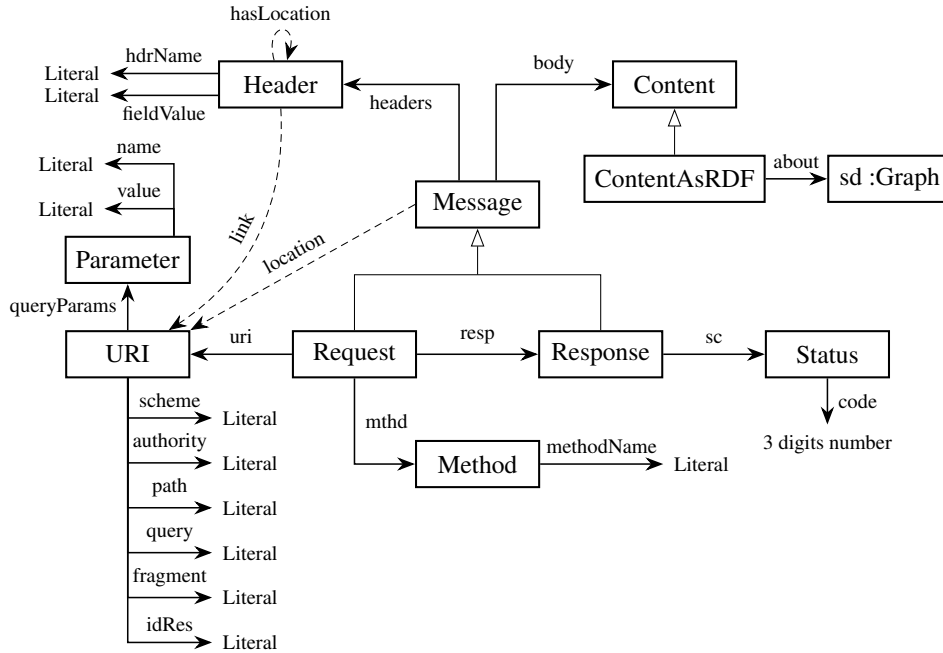 hasLocation
hdrName
Literal
Header
body
Content
Literal
headers
fieldValue
name
Literal
ContentAsRDF
about
sd :Graph
value
Literal
Message
link
location
Parameter
queryParams
URI
uri
Request
resp
Response
sc
Status
scheme
Literal
mthd
code
authority
Literal
Method
methodName
Literal
3 digits number
path
Literal
query
Literal
fragment
Literal
idRes
Literal